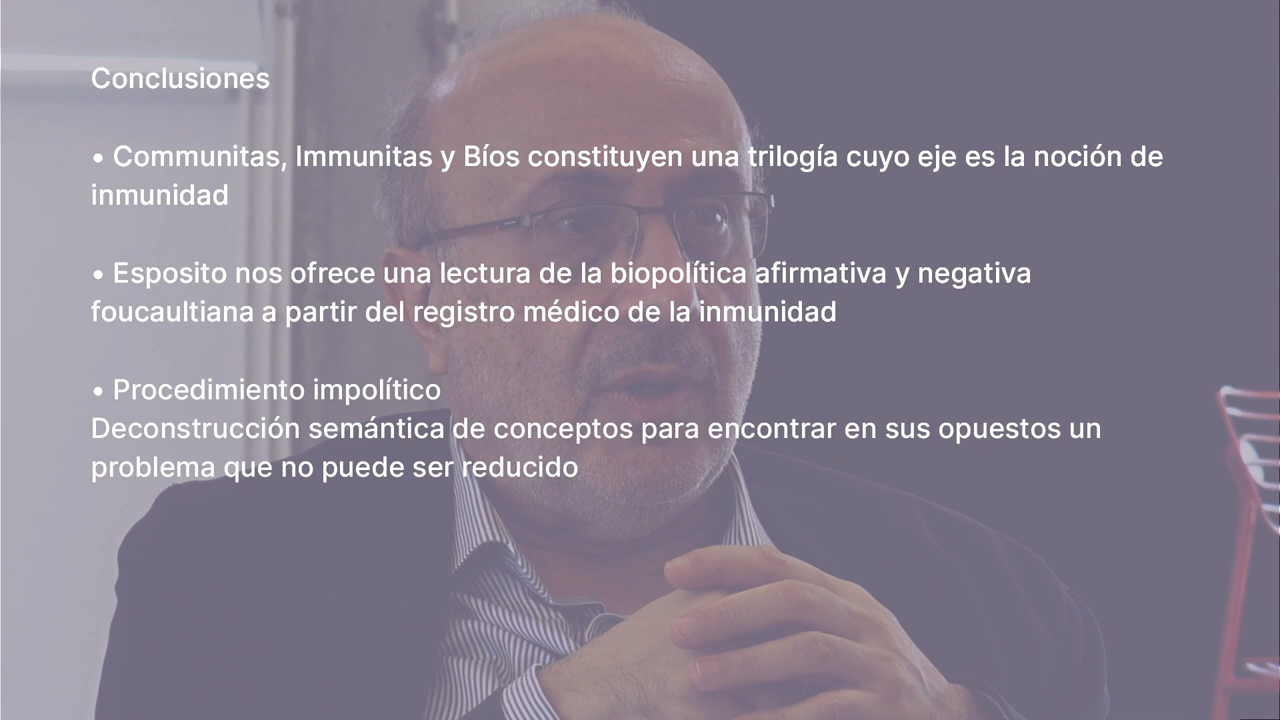 Conclusiones
• Communitas, Immunitas y Bíos constituyen una trilogía cuyo eje es la noción de
inmunidad
• Esposito nos ofrece una lectura de la biopolítica afirmativa y negativa
foucaultiana a partir del registro médico de la inmunidad
• Procedimiento impolítico
Deconstrucción semántica de conceptos para encontrar en sus opuestos un
problema que no puede ser reducido